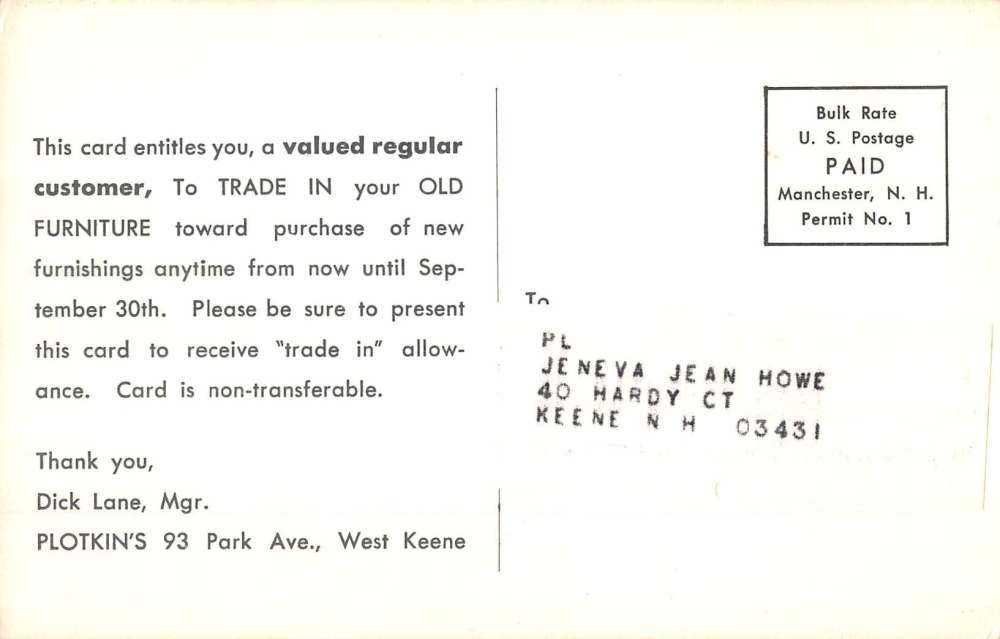 This card entitles you, a valued regular
customer, To TRADE IN your OLD
FURNITURE toward purchase of new
furnishings anytime from now until Sep-
tember 30th. Please be sure to present
this card to receive "trade in" allow-
ance. Card is non-transferable.
Thank you,
Dick Lane, Mgr.
PLOTKIN'S 93 Park Ave., West Keene
Bulk Rate
U. S. Postage
PAID
Manchester, N. H.
Permit No. 1
To
PL
JENEVA JEAN HOWE
40 HARDY CT
KEENE N H 03431